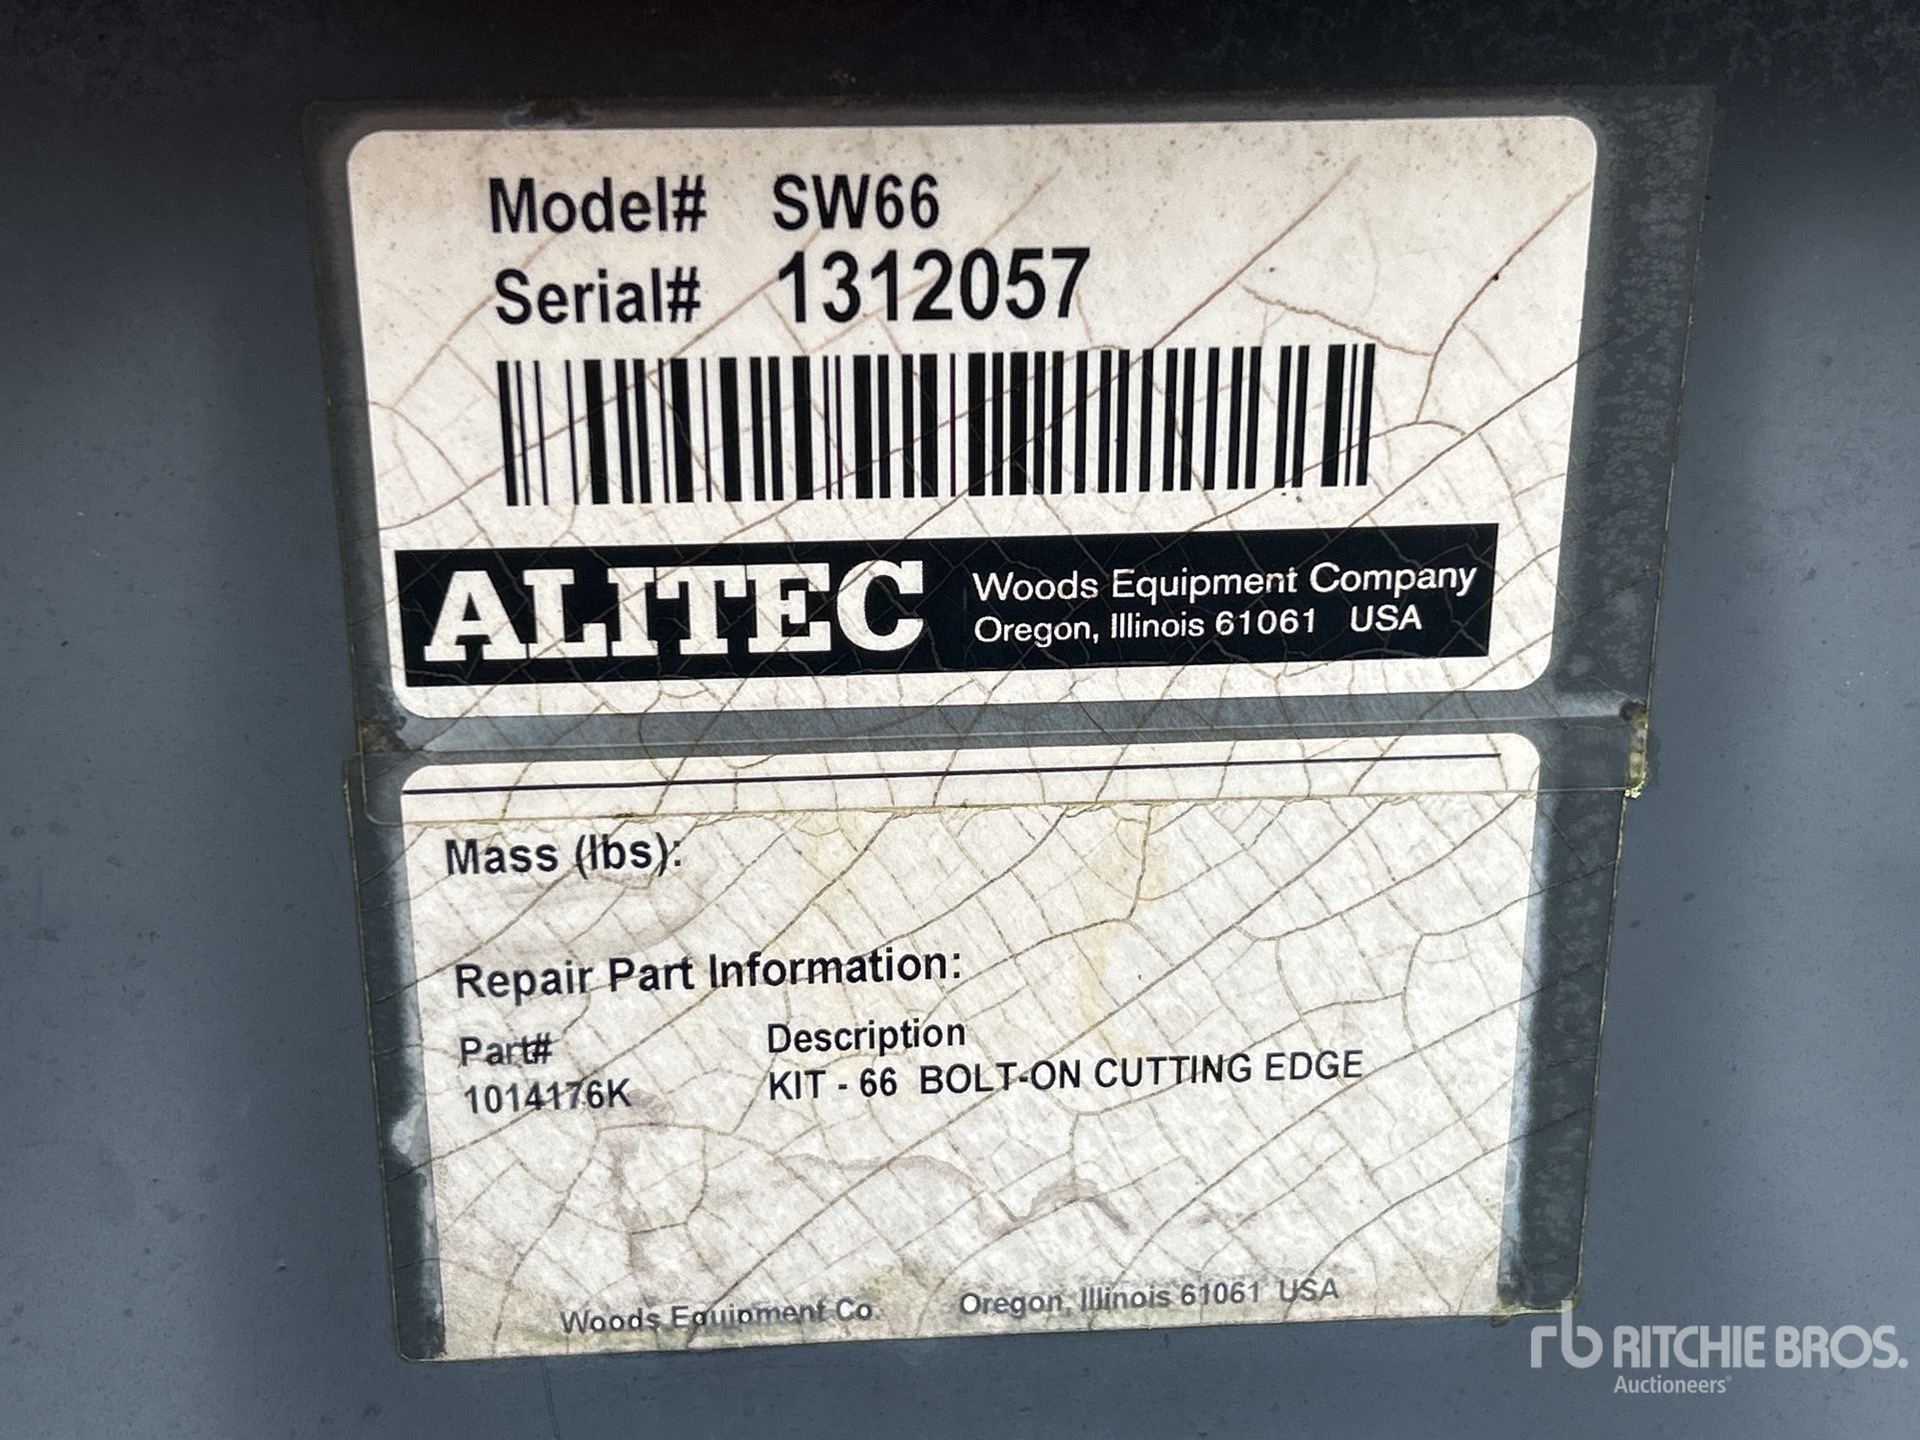 Model# SW66
Serial# 1312057
ALITEC
Woods Equipment Company
Oregon, Illinois 61061 USA
Mass (lbs):
Repair Part Information:
Part# Description
1014176K KIT - 66 BOLT-ON CUTTING EDGE
Woods Equipment Co. Oregon, Illinois 61061 USA
rb RITCHIE BROS.
Auctioneers